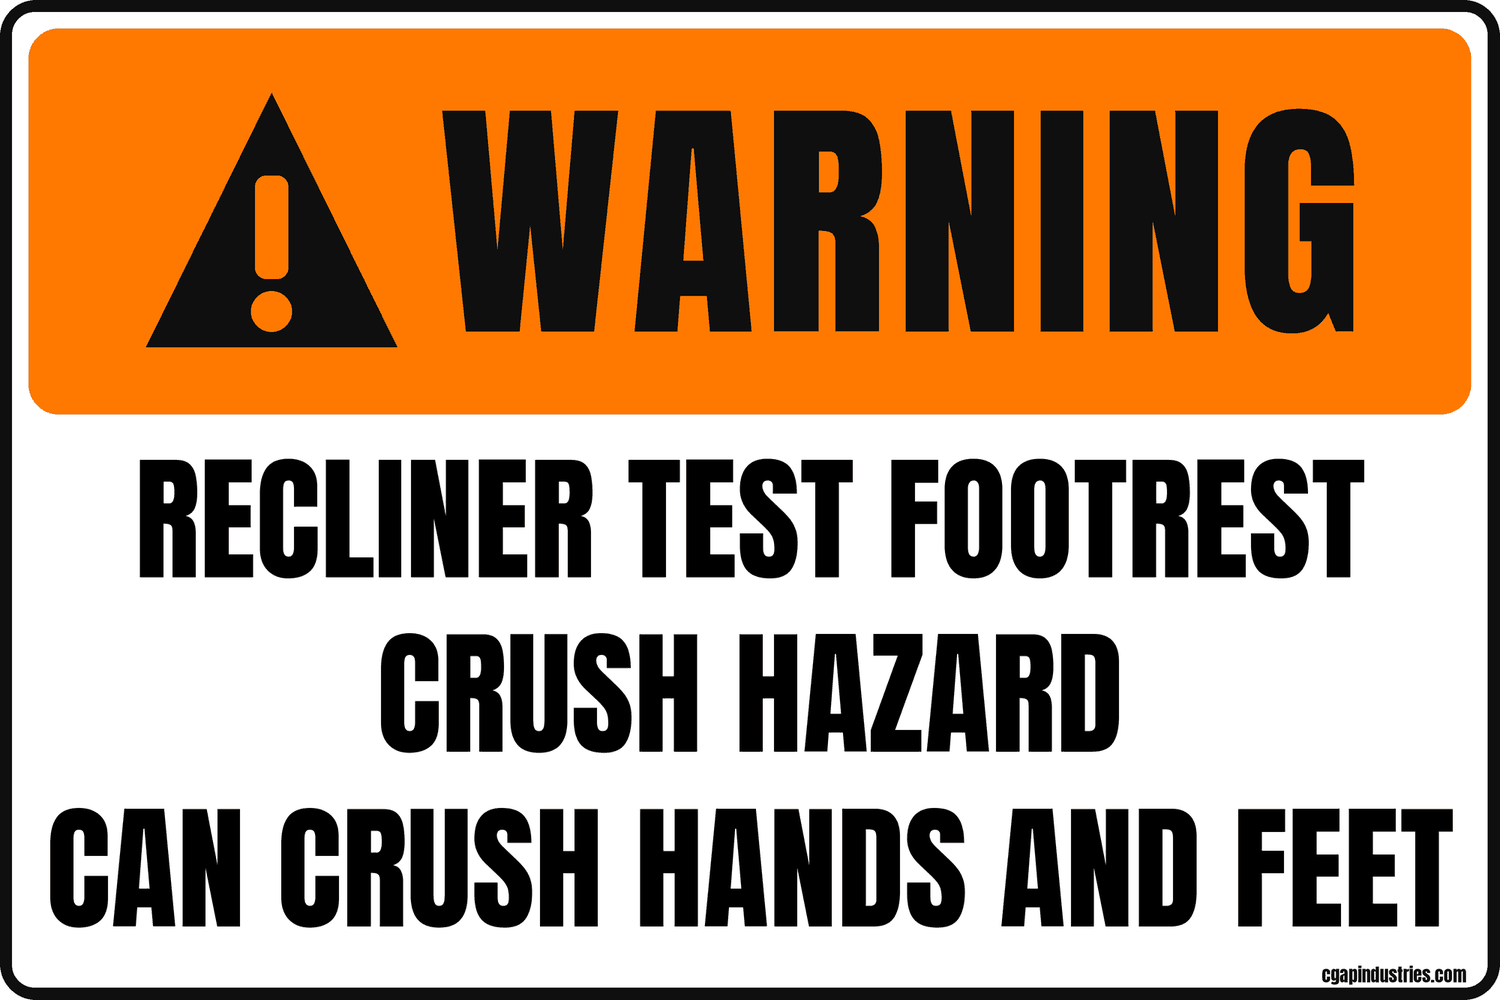 WARNING
RECLINER TEST FOOTREST
CRUSH HAZARD
CAN CRUSH HANDS AND FEET
cgapindustries.com